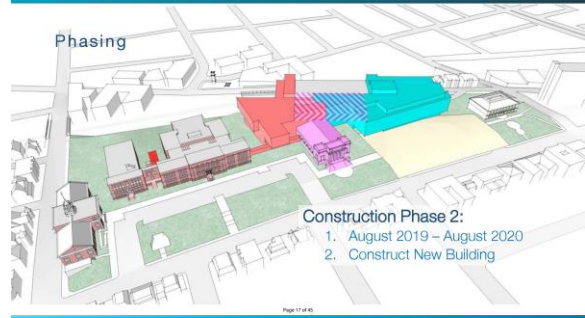 Phasing
Construction Phase 2:
1. August 2019 – August 2020
2. Construct New Building
Page 17 of 45